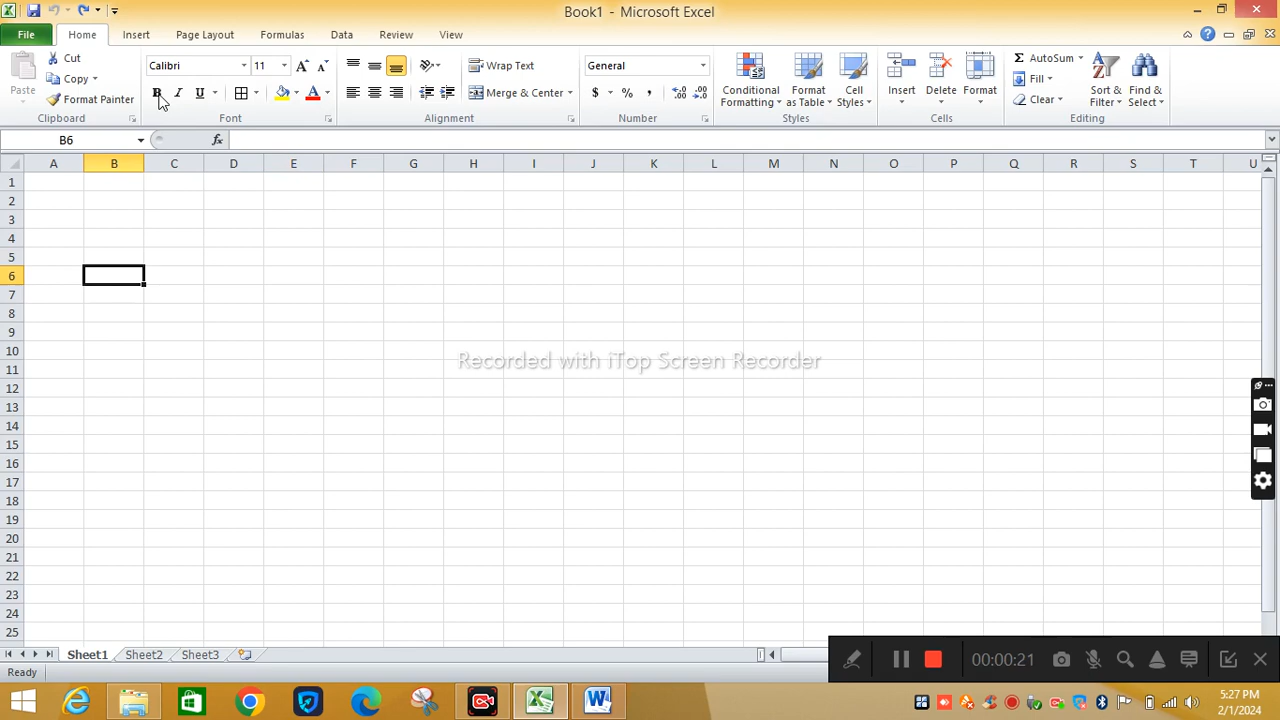 Book1 - Microsoft Excel
File Home Insert Page Layout Formulas Data Review View
Paste
Cut
Copy
Format Painter
Clipboard
Calibri 11
B I U
Font
Wrap Text
Merge & Center
Alignment
General
$ % ,
Number
Conditional Formatting
Format as Table
Cell Styles
Styles
Insert Delete Format
Cells
Σ AutoSum
Fill
Clear
Sort & Filter
Find & Select
Editing
B6 fx
A B C D E F G H I J K L M N O P Q R S T U
1
2
3
4
5
6
7
8
9
10
11
12
13
14
15
16
17
18
19
20
21
22
23
24
25
Recorded with iTop Screen Recorder
Sheet1 Sheet2 Sheet3
Ready
00:00:21
5:27 PM
2/1/2024